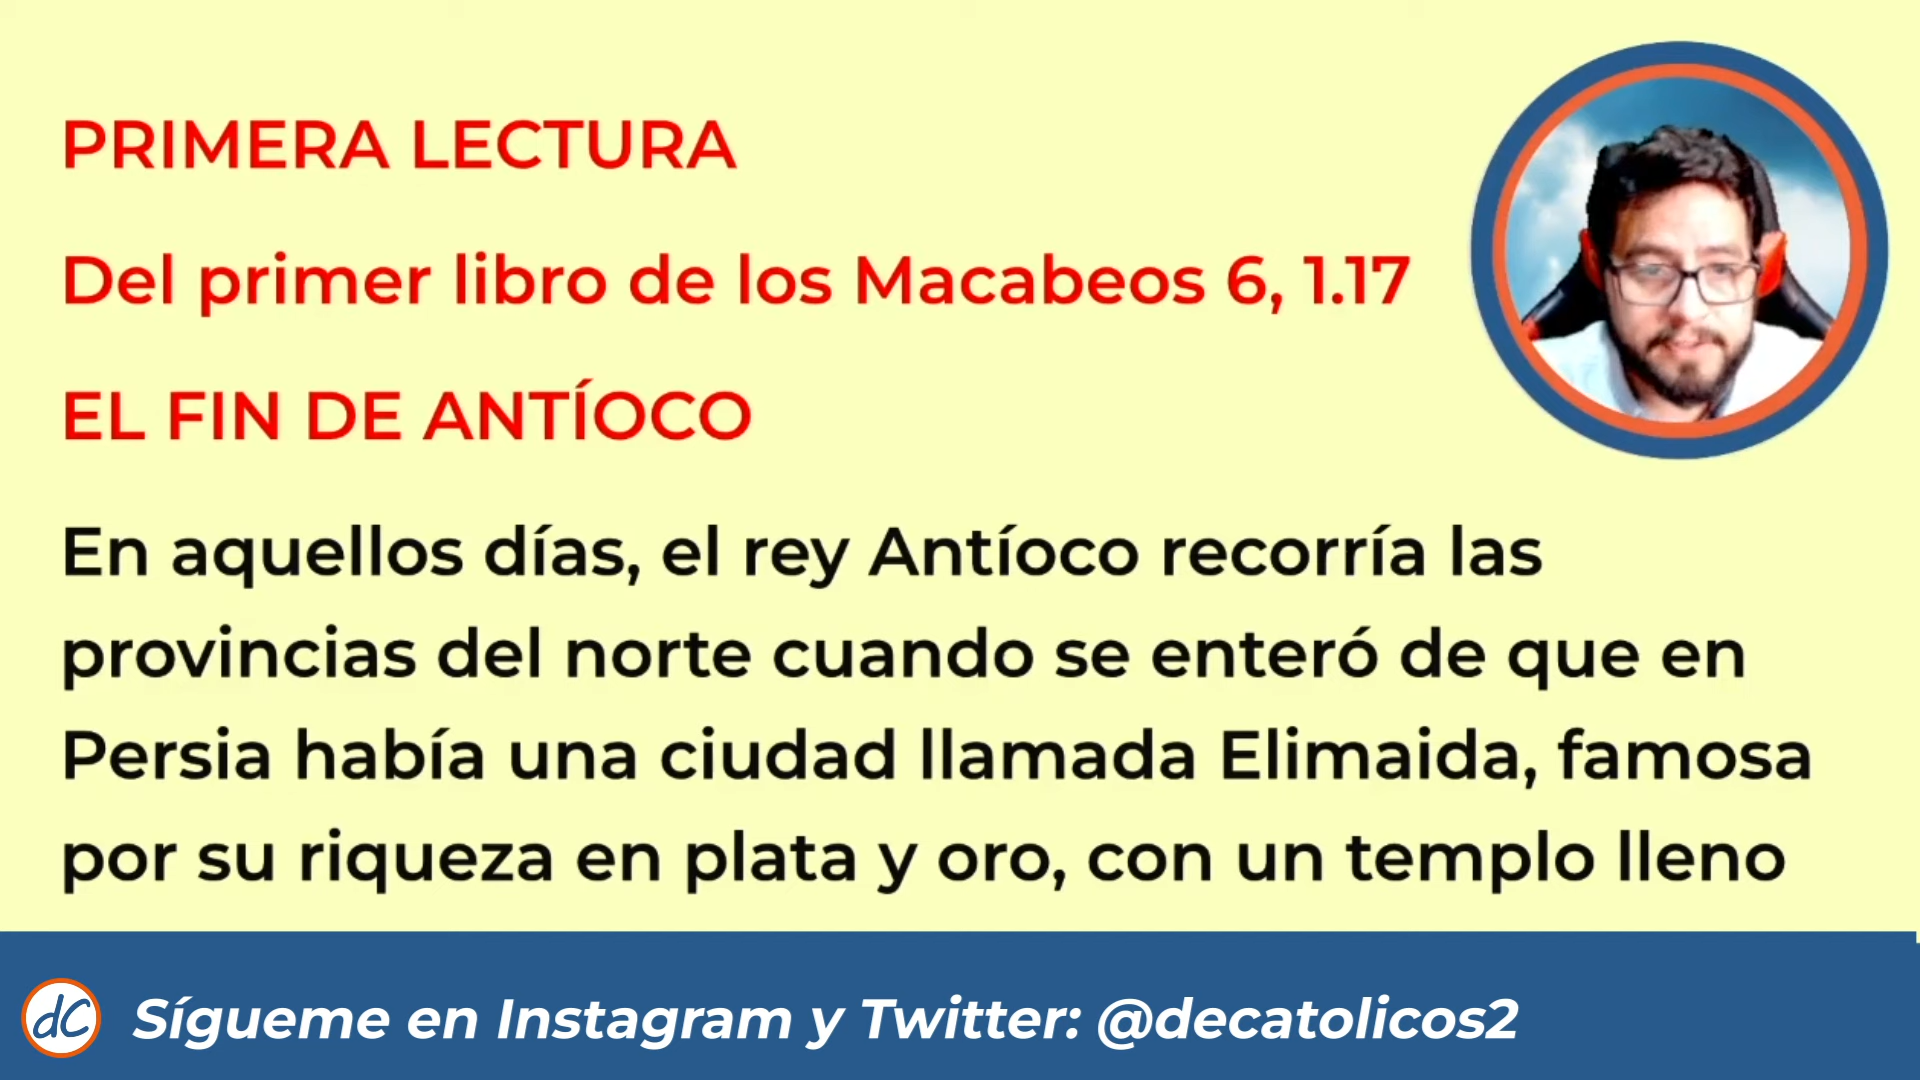 PRIMERA LECTURA
Del primer libro de los Macabeos 6, 1.17
EL FIN DE ANTÍOCO
En aquellos días, el rey Antíoco recorría las
provincias del norte cuando se enteró de que en
Persia había una ciudad llamada Elimaida, famosa
por su riqueza en plata y oro, con un templo lleno
dC Sígueme en Instagram y Twitter: @decatolicos2